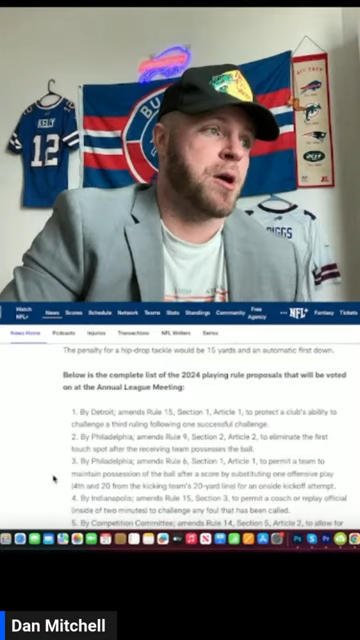 KELLY
12
BU
DIGGS
JETS
Watch NFL+
News
Scores
Schedule
Network
Teams
Stats
Standings
Community
Free Agency
NFL+
Fantasy
Tickets
News Home
Podcasts
Injuries
Transactions
NFL Writers
Series
The penalty for a hip-drop tackle would be 15 yards and an automatic first down.
Below is the complete list of the 2024 playing rule proposals that will be voted
on at the Annual League Meeting:
1. By Detroit; amends Rule 15, Section 1, Article 1, to protect a club's ability to
challenge a third ruling following one successful challenge.
2. By Philadelphia; amends Rule 9, Section 2, Article 2, to eliminate the first
touch spot after the receiving team possesses the ball.
3. By Philadelphia; amends Rule 6, Section 1, Article 1, to permit a team to
maintain possession of the ball after a score by substituting one offensive play
(4th and 20 from the kicking team's 20-yard line) for an onside kickoff attempt.
4. By Indianapolis; amends Rule 15, Section 3, to permit a coach or replay official
(inside of two minutes) to challenge any foul that has been called.
5. By Competition Committee; amends Rule 14, Section 5, Article 2, to allow for
Dan Mitchell